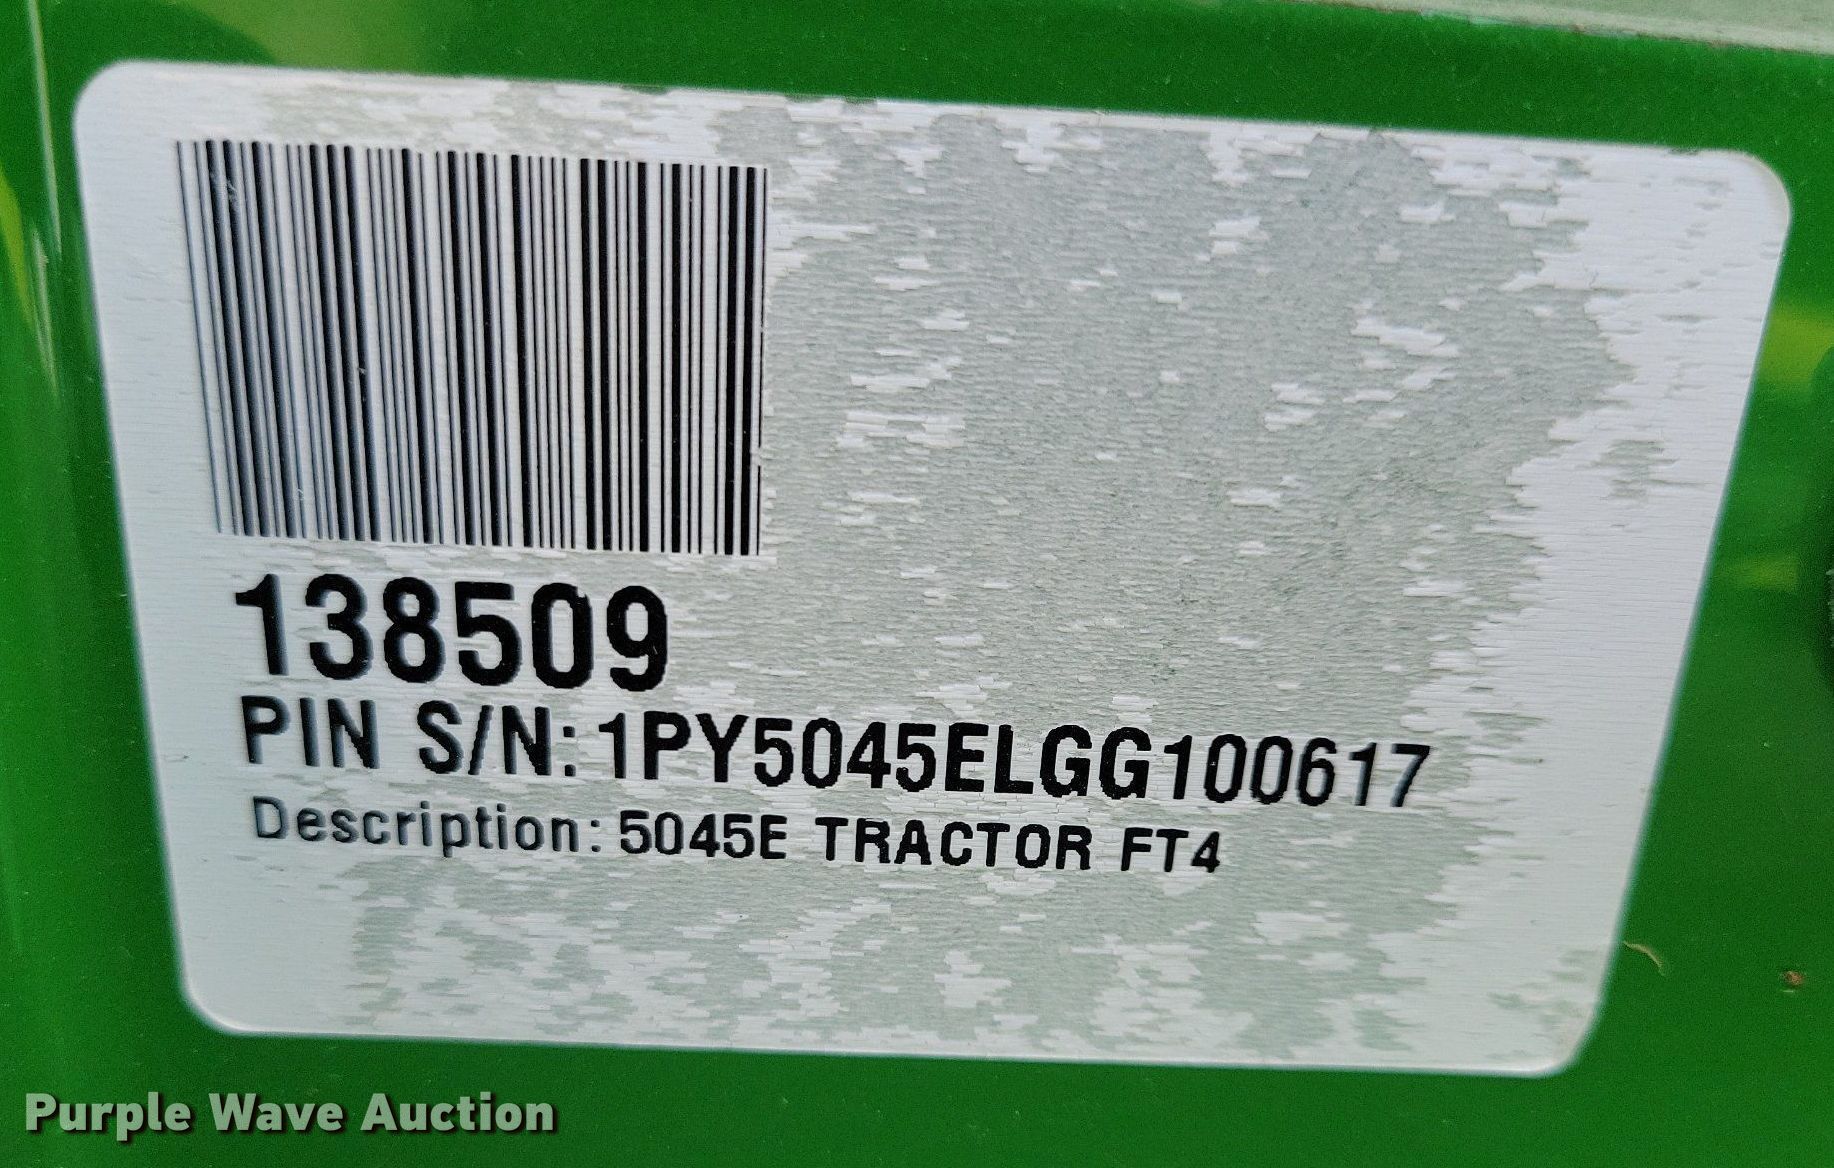 138509
PIN S/N: 1PY5045ELGG100617
Description: 5045E TRACTOR FT4
Purple Wave Auction